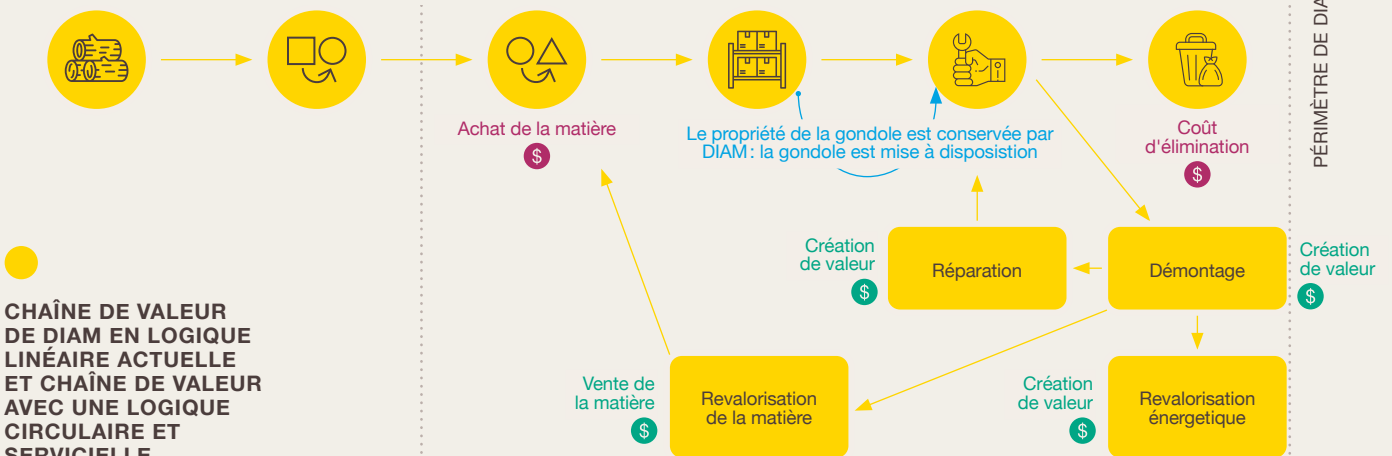 PÉRIMÈTRE DE DIA
Achat de la matière
$
Le propriété de la gondole est conservée par
DIAM : la gondole est mise à disposistion
Coût
d'élimination
$
Création
de valeur
$
Réparation
Démontage
Création
de valeur
$
CHAÎNE DE VALEUR
DE DIAM EN LOGIQUE
LINÉAIRE ACTUELLE
ET CHAÎNE DE VALEUR
AVEC UNE LOGIQUE
CIRCULAIRE ET
SERVICIELLE
Vente de
la matière
$
Revalorisation
de la matière
Création
de valeur
$
Revalorisation
énergetique